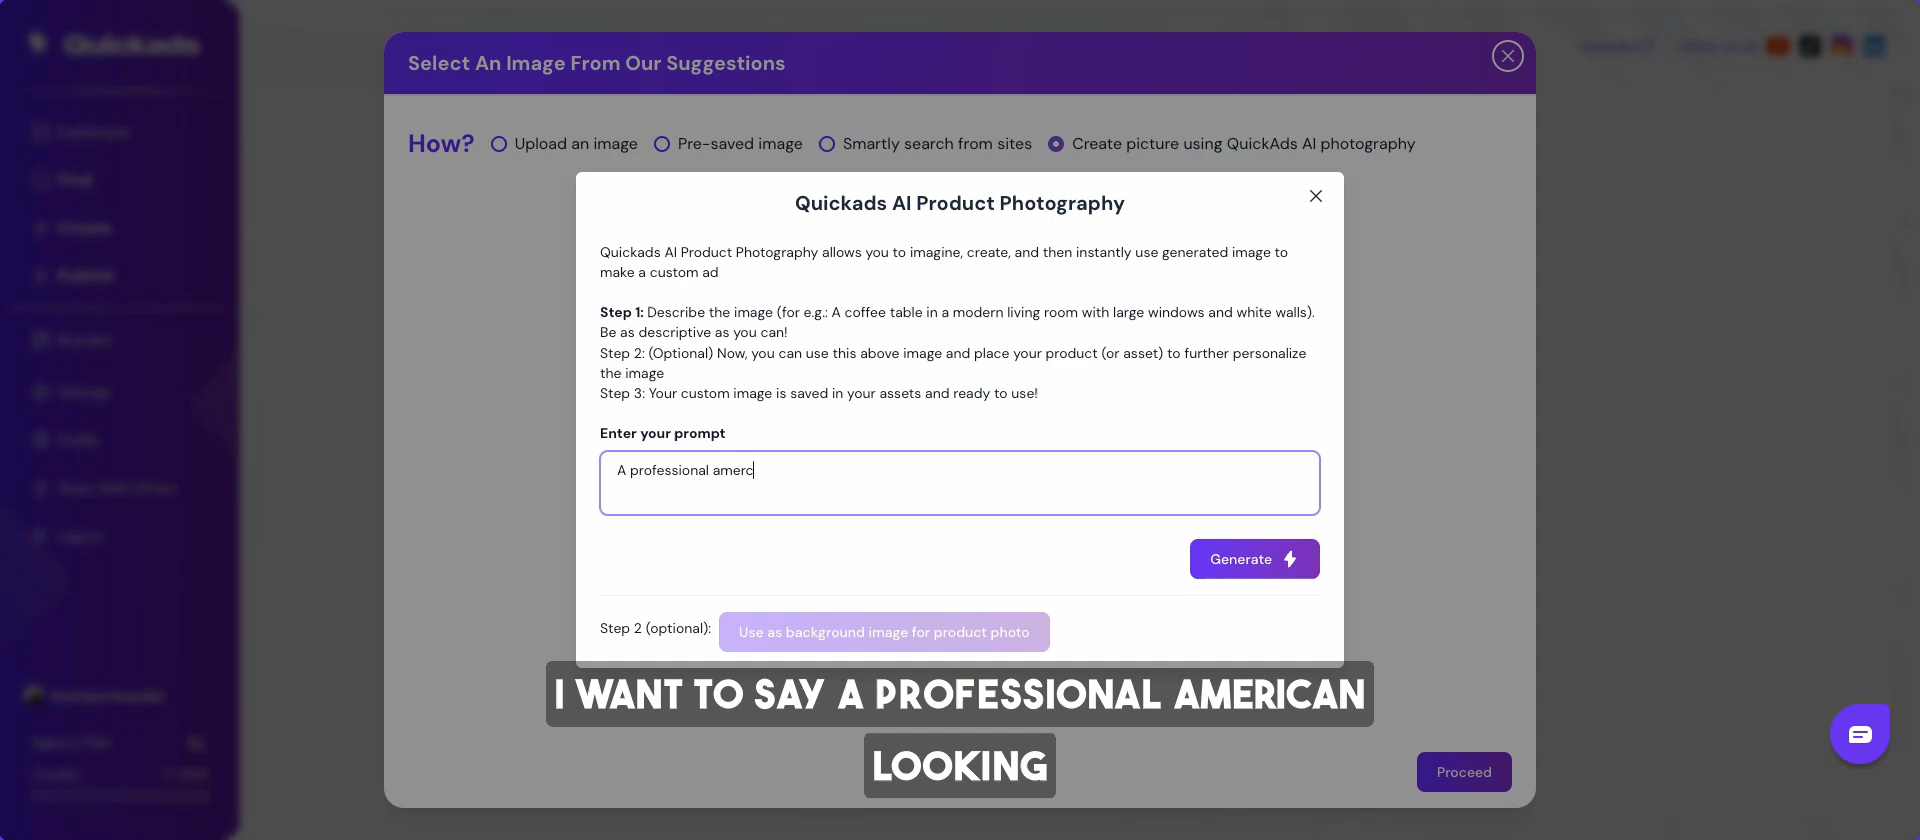 Quickads
Select An Image From Our Suggestions
How? Upload an image Pre-saved image Smartly search from sites Create picture using QuickAds AI photography
Quickads AI Product Photography
Quickads AI Product Photography allows you to imagine, create, and then instantly use generated image to
make a custom ad
Step 1: Describe the image (for e.g.: A coffee table in a modern living room with large windows and white walls).
Be as descriptive as you can!
Step 2: (Optional) Now, you can use this above image and place your product (or asset) to further personalize
the image
Step 3: Your custom image is saved in your assets and ready to use!
Enter your prompt
A professional amerc
Generate
Step 2 (optional): Use as background image for product photo
I WANT TO SAY A PROFESSIONAL AMERICAN
LOOKING
Proceed